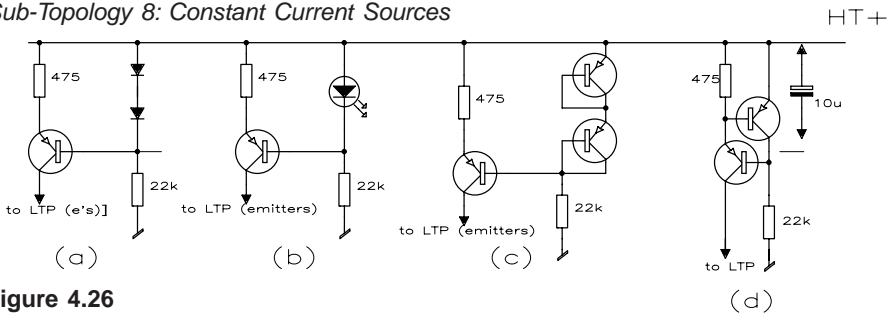 Sub-Topology 8: Constant Current Sources
HT+
475
475
475
475
10u
22k
22k
22k
22k
to LTP (e's)]
to LTP (emitters)
to LTP (emitters)
to LTP
(a)
(b)
(c)
(d)
igure 4.26